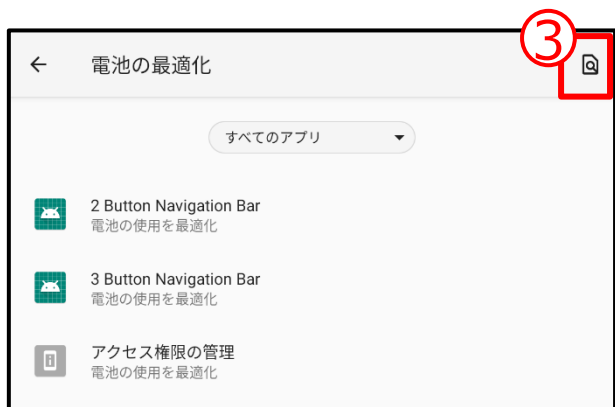 ③
電池の最適化
すべてのアプリ
2 Button Navigation Bar
電池の使用を最適化
3 Button Navigation Bar
電池の使用を最適化
アクセス権限の管理
電池の使用を最適化